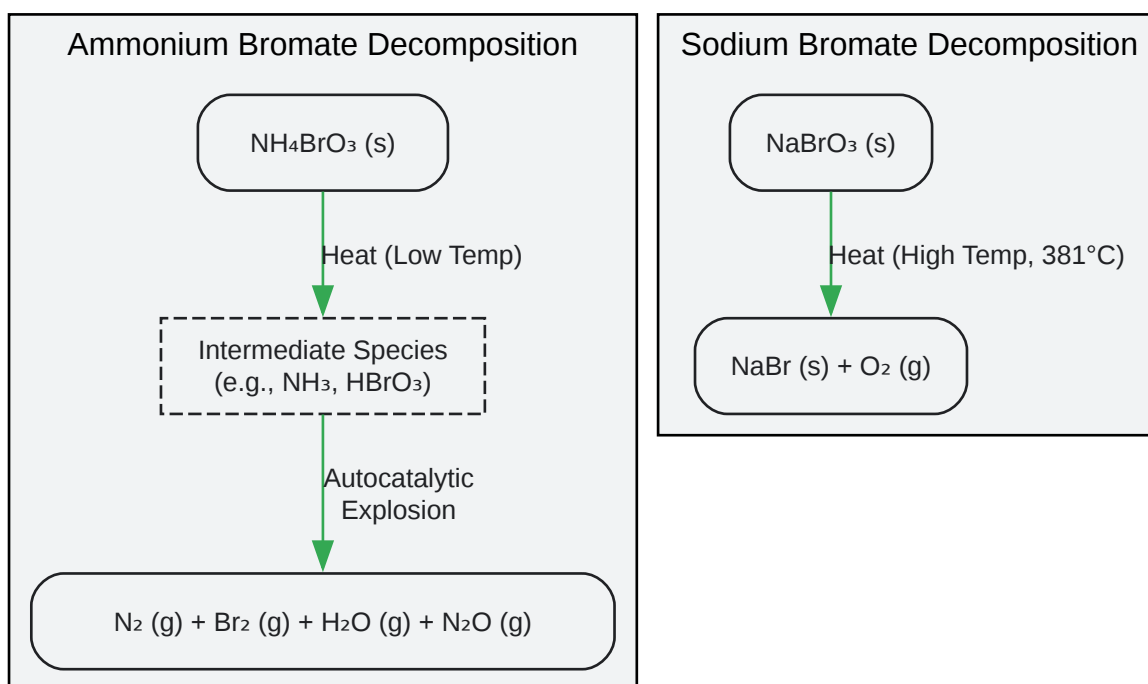 Ammonium Bromate Decomposition
NH₄BrO₃ (s)
Heat (Low Temp)
Intermediate Species
(e.g., NH₃, HBrO₃)
Autocatalytic
Explosion
N₂ (g) + Br₂ (g) + H₂O (g) + N₂O (g)
Sodium Bromate Decomposition
NaBrO₃ (s)
Heat (High Temp, 381°C)
NaBr (s) + O₂ (g)